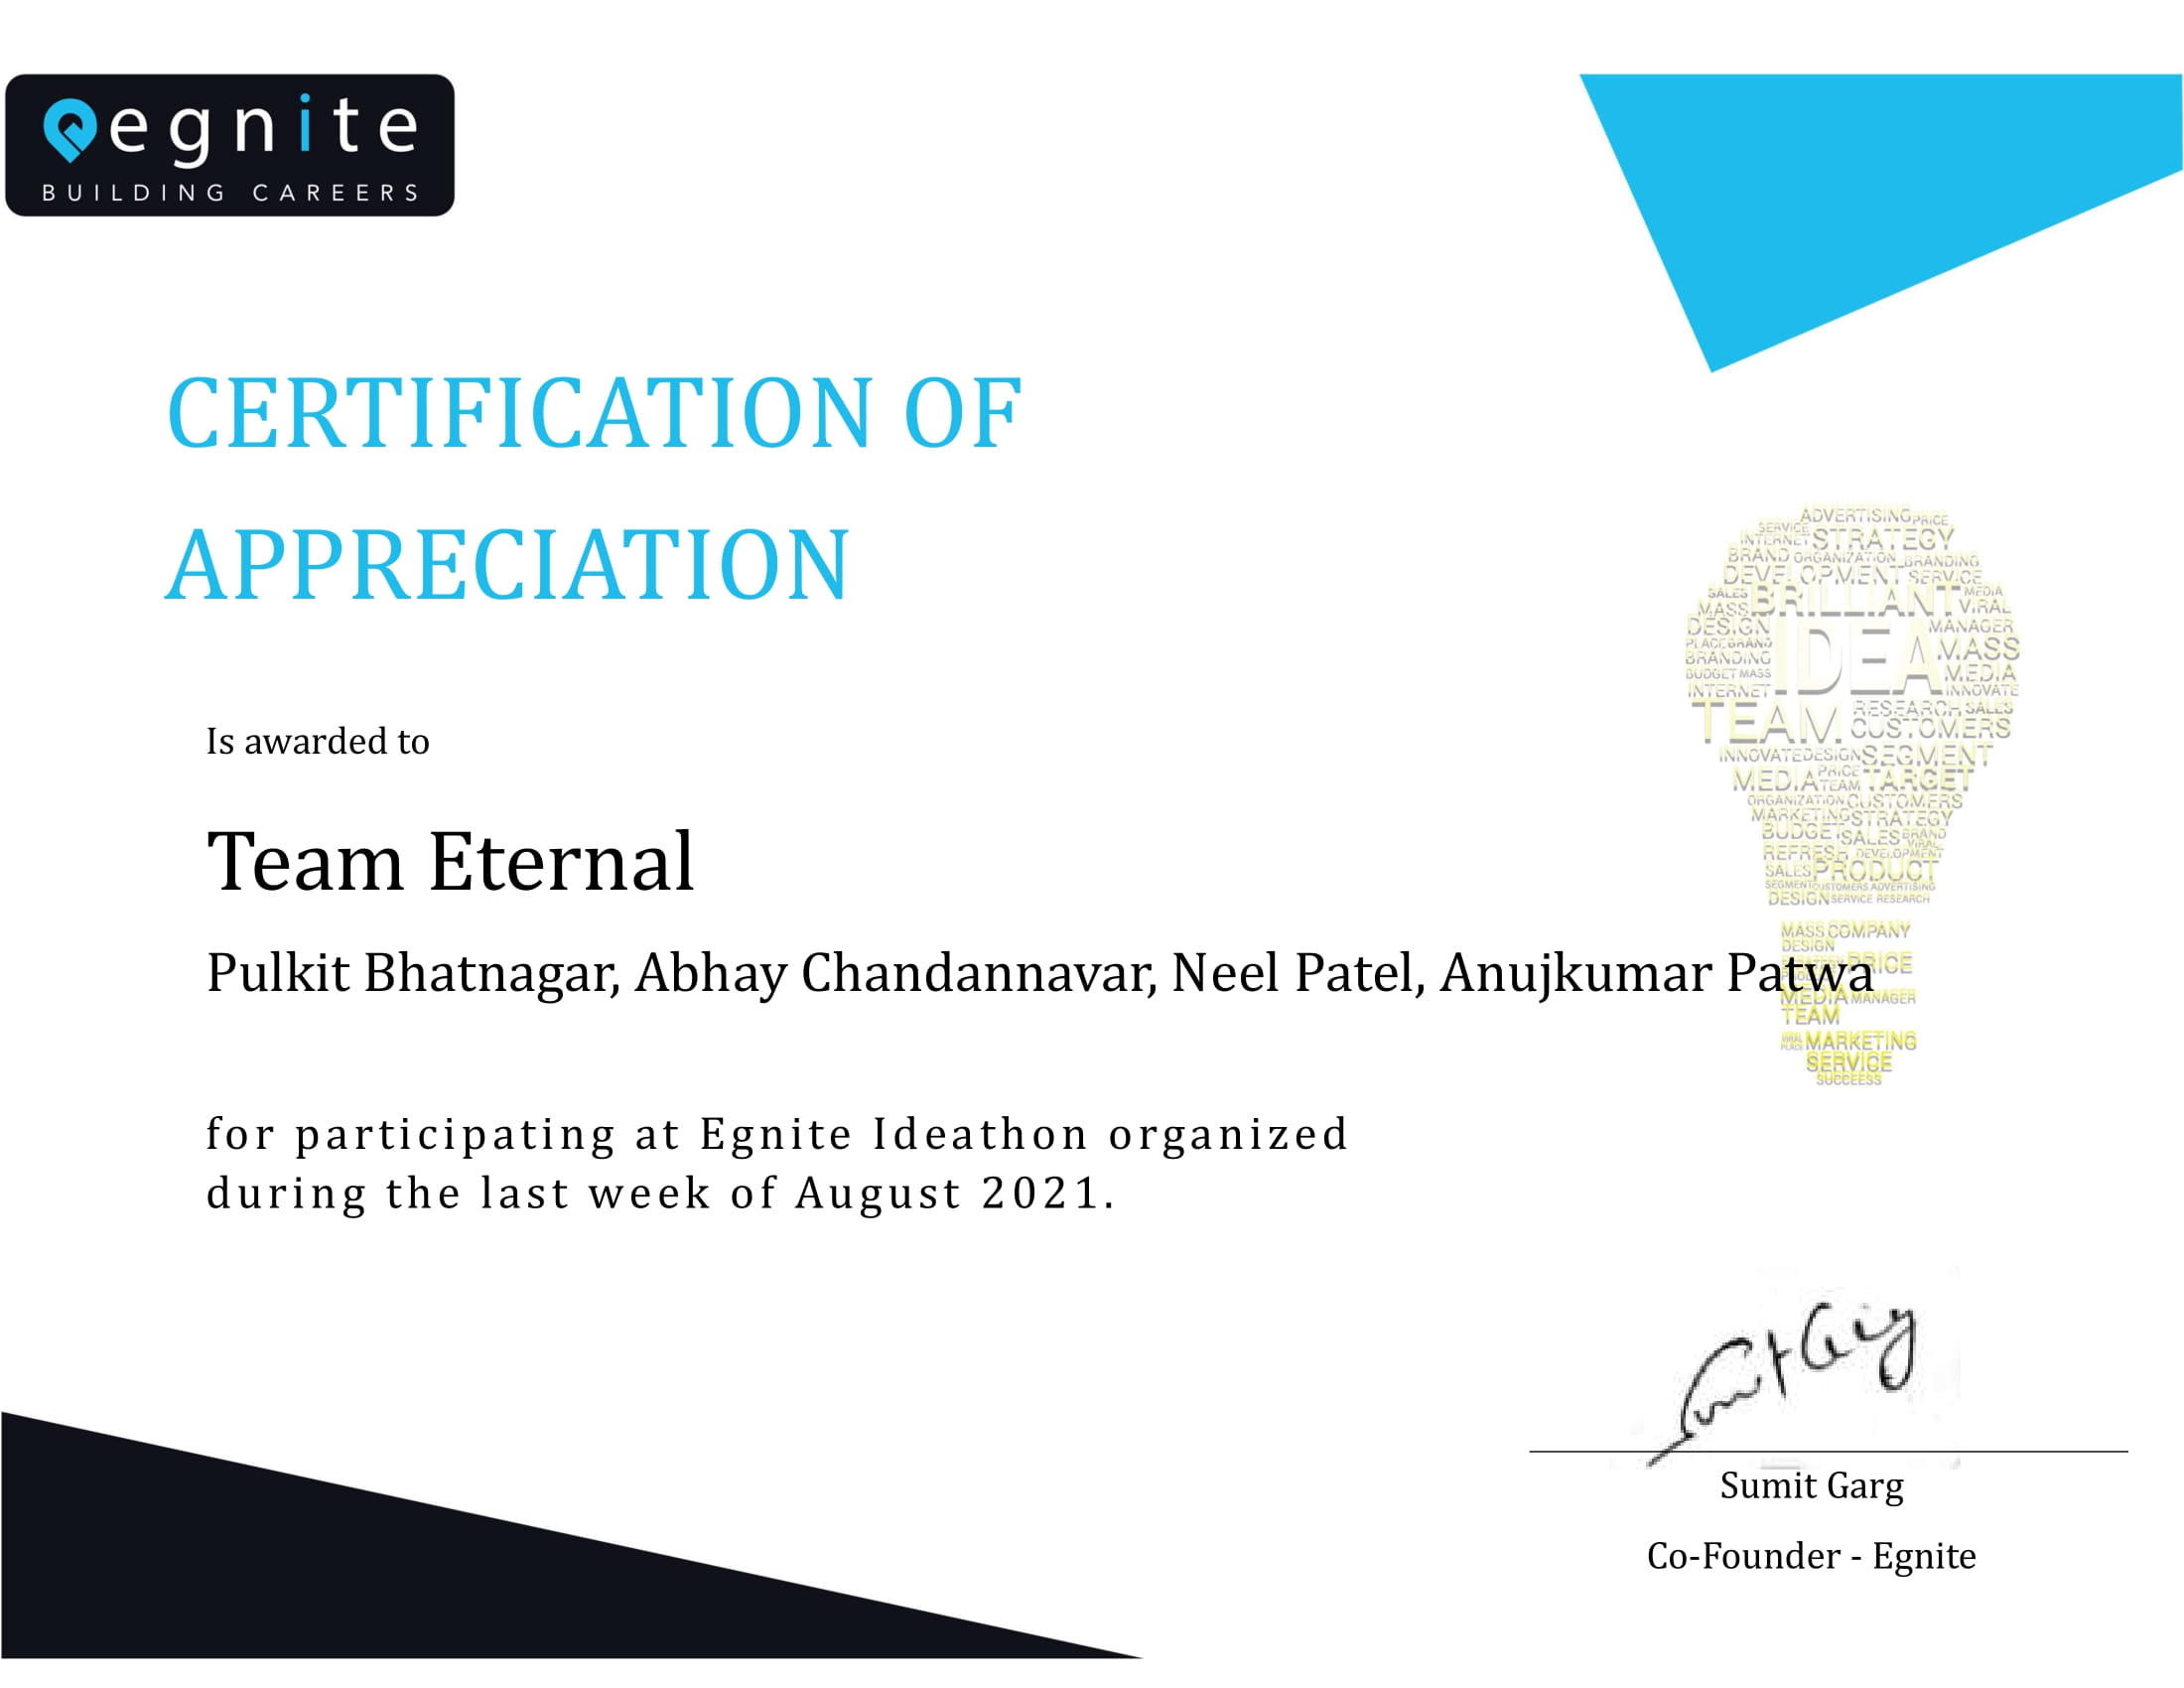 egnite
BUILDING CAREERS
CERTIFICATION OF
APPRECIATION
Is awarded to
Team Eternal
Pulkit Bhatnagar, Abhay Chandannavar, Neel Patel, Anujkumar Patwa
for participating at Egnite Ideathon organized
during the last week of August 2021.
ADVERTISING PRICE
SERVICE
INTERNET STRATEGY
BRAND ORGANIZATION BRANDING
DEVELOPMENT SERVICE
SALES BRILLIANT MEDIA
MASS VIRAL
DESIGN IDEA MANAGER
PLACE BRAND MASS
BRANDING
BUDGET MASS MEDIA
INTERNET INNOVATE
TEAM RESEARCH SALES
CUSTOMERS
INNOVATE DESIGN SEGMENT
MEDIA PRICE TARGET
TEAM
ORGANIZATION CUSTOMERS
MARKETING STRATEGY
BUDGET SALES BRAND
VIRAL
REFRESH DEVELOPMENT
SALES PRODUCT
SEGMENT CUSTOMERS ADVERTISING
DESIGN SERVICE RESEARCH
MASS COMPANY
DESIGN
PRICE
MEDIA MANAGER
TEAM
VIRAL MARKETING
PLACE
SERVICE
SUCCEESS
Sumit Garg
Sumit Garg
Co-Founder - Egnite